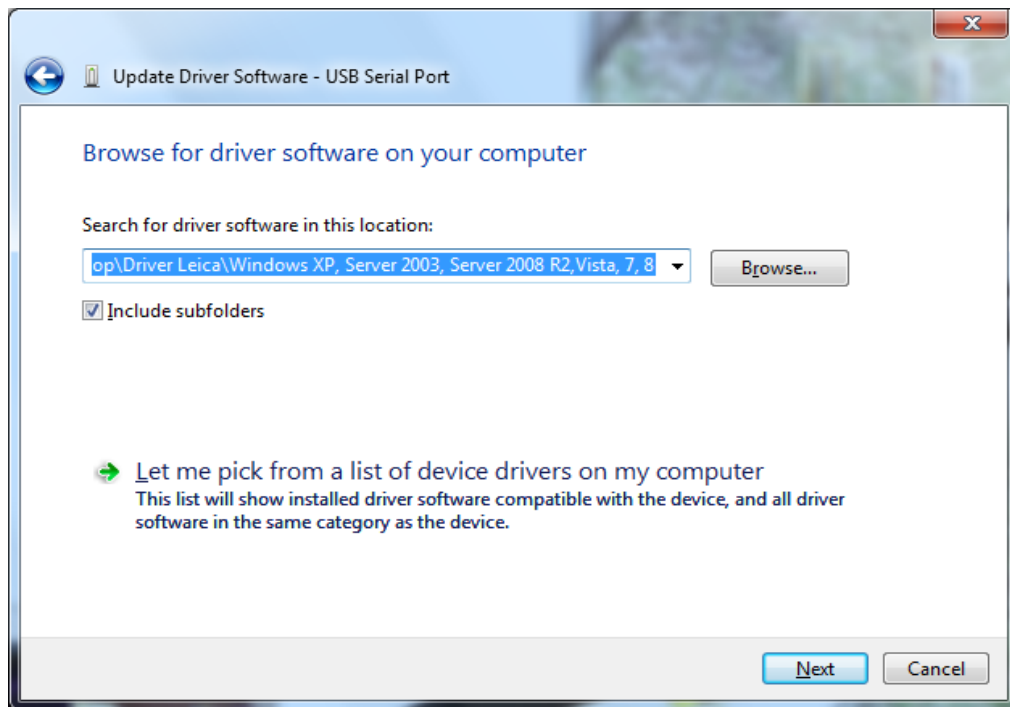 Update Driver Software - USB Serial Port
Browse for driver software on your computer
Search for driver software in this location:
op\Driver Leica\Windows XP, Server 2003, Server 2008 R2,Vista, 7, 8
Browse...
Include subfolders
Let me pick from a list of device drivers on my computer
This list will show installed driver software compatible with the device, and all driver
software in the same category as the device.
Next
Cancel